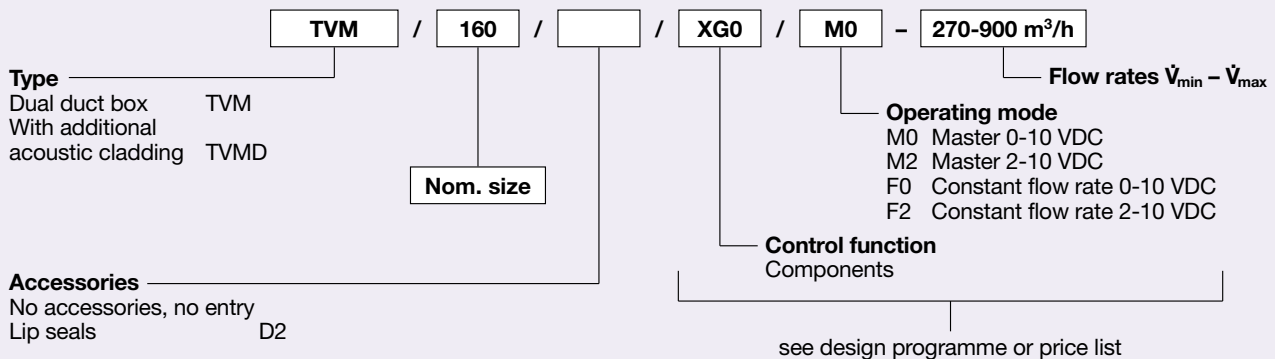 TVM / 160 / / XG0 / M0 – 270-900 m³/h
Type
Dual duct box TVM
With additional
acoustic cladding TVMD
Nom. size
Flow rates V̇min – V̇max
Operating mode
M0 Master 0-10 VDC
M2 Master 2-10 VDC
F0 Constant flow rate 0-10 VDC
F2 Constant flow rate 2-10 VDC
Control function
Components
Accessories
No accessories, no entry
Lip seals D2
see design programme or price list